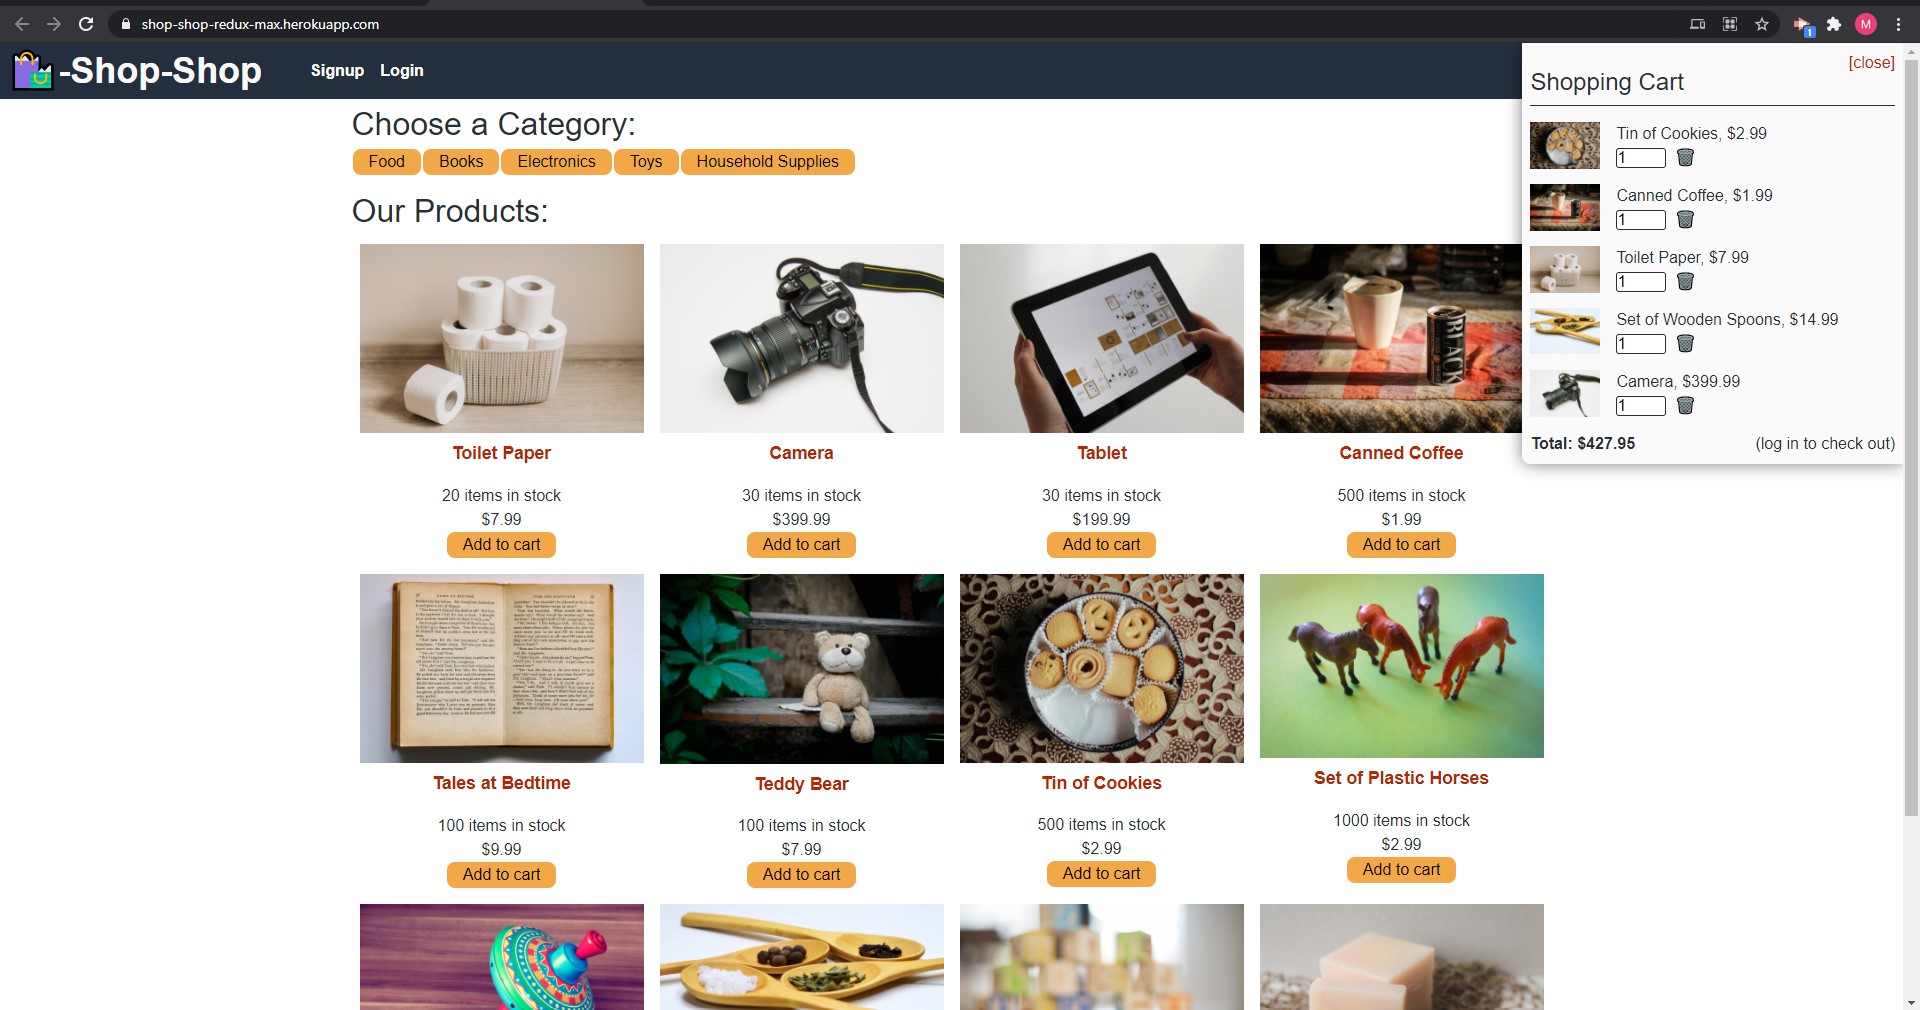 shop-shop-redux-max.herokuapp.com
1
M
-Shop-Shop
Signup
Login
[close]
Shopping Cart
Tin of Cookies, $2.99
1
Canned Coffee, $1.99
1
Toilet Paper, $7.99
1
Set of Wooden Spoons, $14.99
1
Camera, $399.99
1
Total: $427.95
(log in to check out)
Choose a Category:
Food
Books
Electronics
Toys
Household Supplies
Our Products:
BLACK
Toilet Paper
20 items in stock
$7.99
Add to cart
Camera
30 items in stock
$399.99
Add to cart
Tablet
30 items in stock
$199.99
Add to cart
Canned Coffee
500 items in stock
$1.99
Add to cart
Tales at Bedtime
100 items in stock
$9.99
Add to cart
Teddy Bear
100 items in stock
$7.99
Add to cart
Tin of Cookies
500 items in stock
$2.99
Add to cart
Set of Plastic Horses
1000 items in stock
$2.99
Add to cart